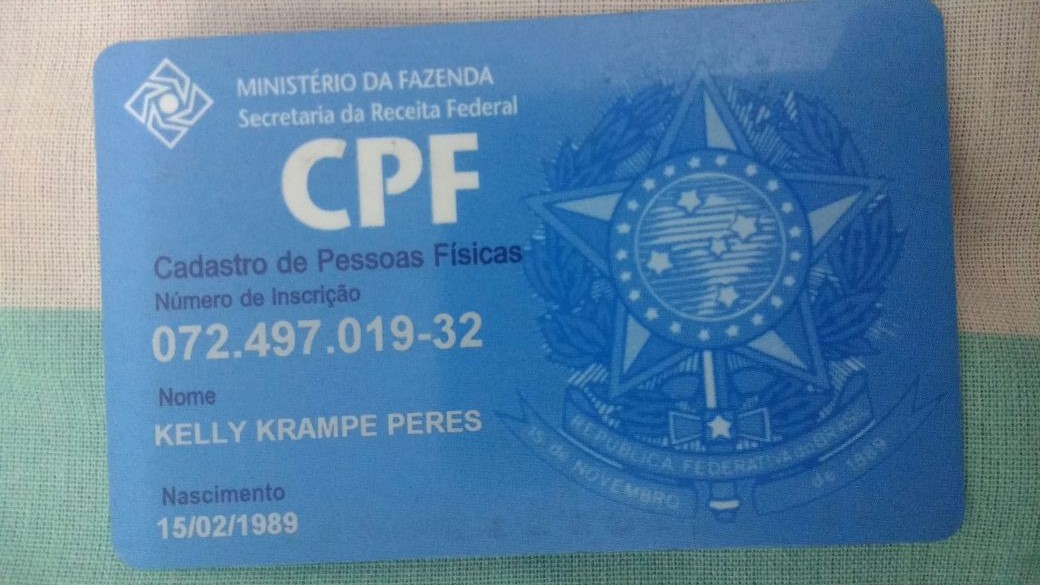 MINISTÉRIO DA FAZENDA
Secretaria da Receita Federal
CPF
Cadastro de Pessoas Físicas
Número de Inscrição
072.497.019-32
Nome
KELLY KRAMPE PERES
Nascimento
15/02/1989
REPUBLICA FEDERATIVA DO BRASIL
15 de NOVEMBRO de 1889